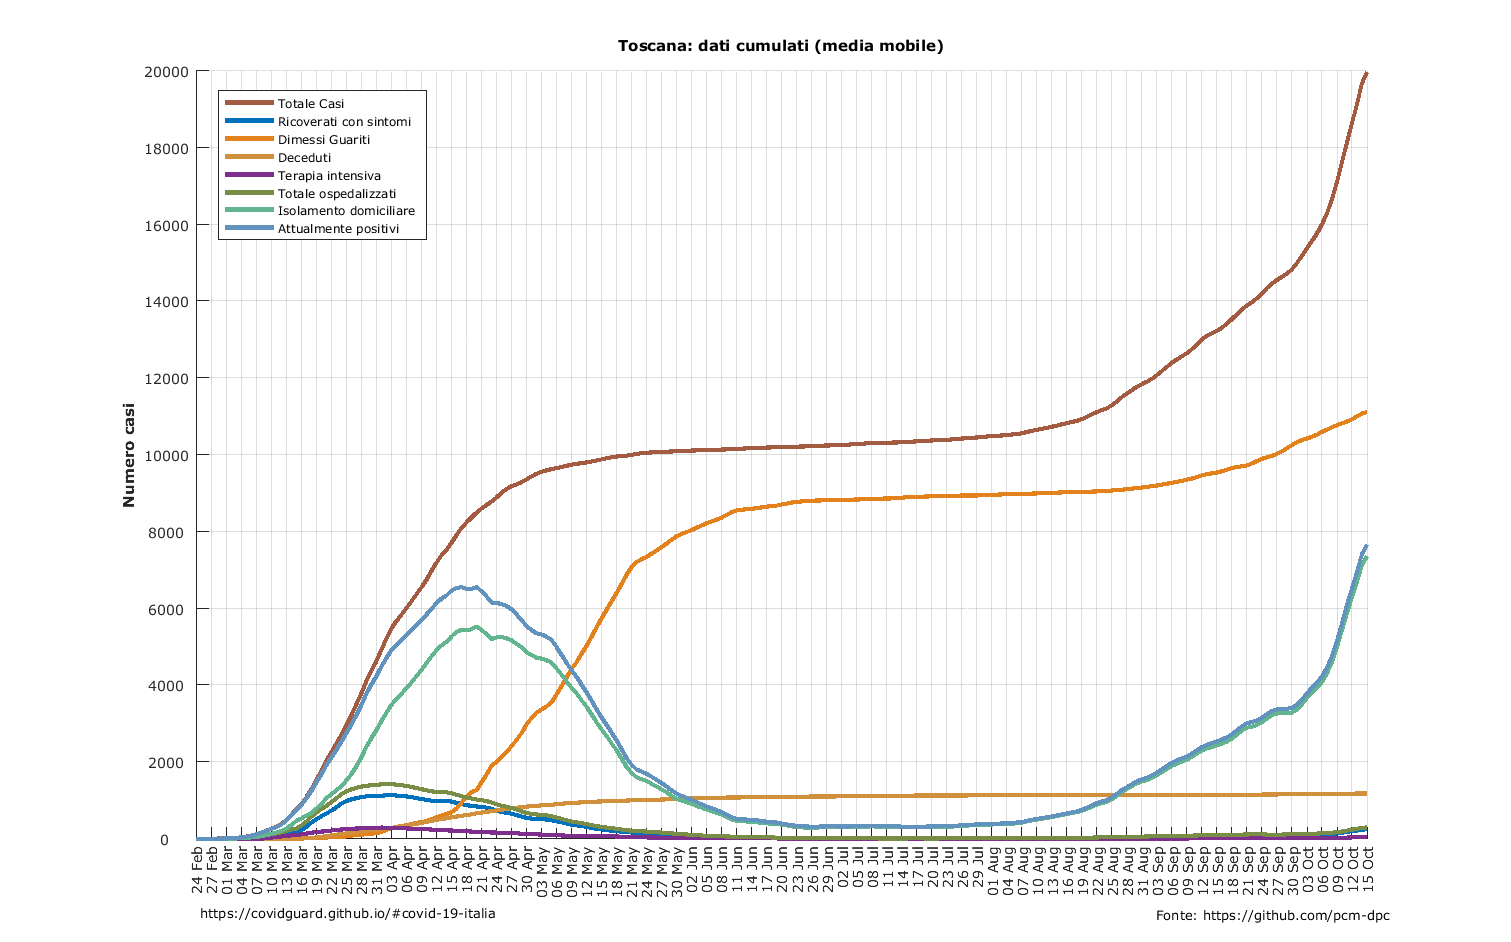 Toscana: dati cumulati (media mobile)
20000
18000
16000
14000
12000
10000
8000
6000
4000
2000
0
Numero casi
Totale Casi
Ricoverati con sintomi
Dimessi Guariti
Deceduti
Terapia intensiva
Totale ospedalizzati
Isolamento domiciliare
Attualmente positivi
24 Feb
27 Feb
01 Mar
04 Mar
07 Mar
10 Mar
13 Mar
16 Mar
19 Mar
22 Mar
25 Mar
28 Mar
31 Mar
03 Apr
06 Apr
09 Apr
12 Apr
15 Apr
18 Apr
21 Apr
24 Apr
27 Apr
30 Apr
03 May
06 May
09 May
12 May
15 May
18 May
21 May
24 May
27 May
30 May
02 Jun
05 Jun
08 Jun
11 Jun
14 Jun
17 Jun
20 Jun
23 Jun
26 Jun
29 Jun
02 Jul
05 Jul
08 Jul
11 Jul
14 Jul
17 Jul
20 Jul
23 Jul
26 Jul
29 Jul
01 Aug
04 Aug
07 Aug
10 Aug
13 Aug
16 Aug
19 Aug
22 Aug
25 Aug
28 Aug
31 Aug
03 Sep
06 Sep
09 Sep
12 Sep
15 Sep
18 Sep
21 Sep
24 Sep
27 Sep
30 Sep
03 Oct
06 Oct
09 Oct
12 Oct
15 Oct
https://covidguard.github.io/#covid-19-italia
Fonte: https://github.com/pcm-dpc